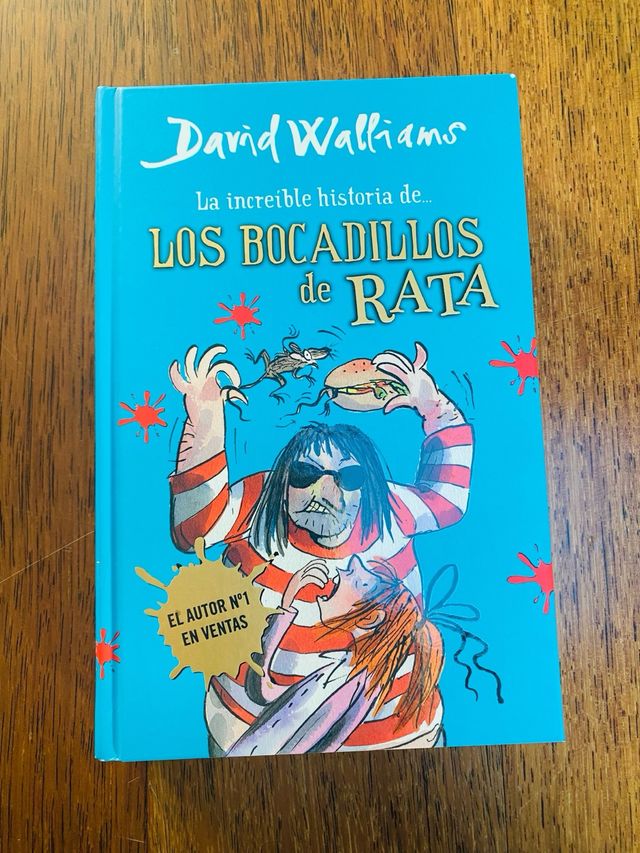 David Walliams
La increíble historia de...
LOS BOCADILLOS
de RATA
EL AUTOR Nº1
EN VENTAS